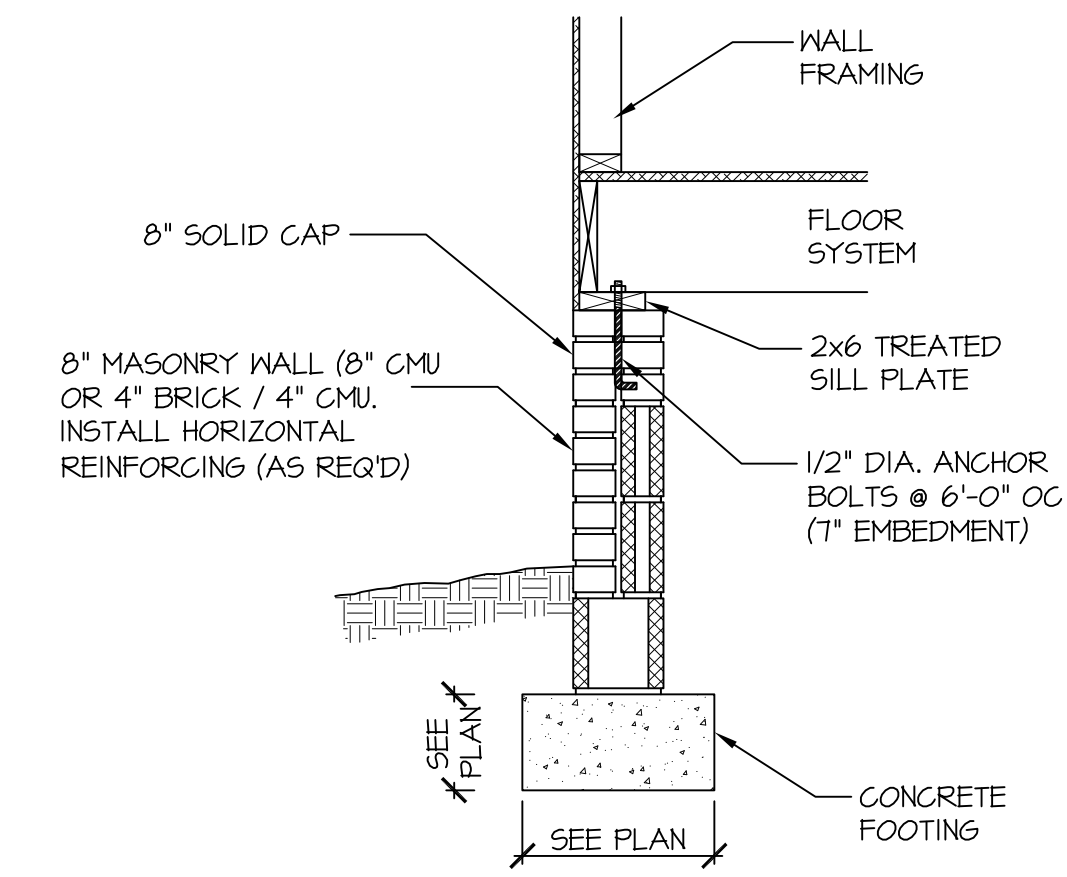 WALL
FRAMING
FLOOR
SYSTEM
8" SOLID CAP
2x6 TREATED
SILL PLATE
8" MASONRY WALL (8" CMU
OR 4" BRICK / 4" CMU.
INSTALL HORIZONTAL
REINFORCING (AS REQ'D)
1/2" DIA. ANCHOR
BOLTS @ 6'-0" OC
(7" EMBEDMENT)
SEE
PLAN
CONCRETE
FOOTING
SEE PLAN